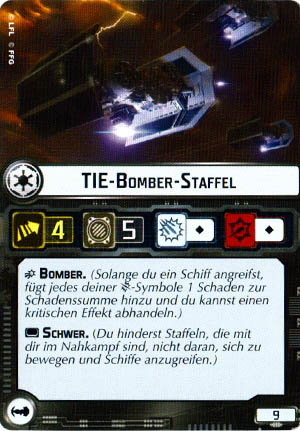 © LFL © FFG
TIE-BOMBER-STAFFEL
4
5
BOMBER. (Solange du ein Schiff angreifst,
fügt jedes deiner -Symbole 1 Schaden zur
Schadenssumme hinzu und du kannst einen
kritischen Effekt abhandeln.)
SCHWER. (Du hinderst Staffeln, die mit
dir im Nahkampf sind, nicht daran, sich zu
bewegen und Schiffe anzugreifen.)
9